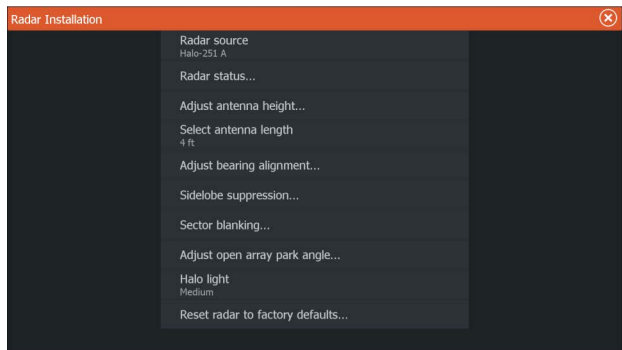 Radar Installation
Radar source
Halo-251 A
Radar status...
Adjust antenna height...
Select antenna length
4 ft
Adjust bearing alignment...
Sidelobe suppression...
Sector blanking...
Adjust open array park angle...
Halo light
Medium
Reset radar to factory defaults...